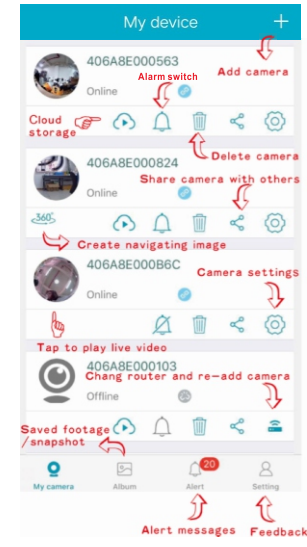 My device +
406A8E000563
Alarm switch
Add camera
Online
Cloud
storage
Delete camera
406A8E000824
Share camera with others
Online
360°
Create navigating image
406A8E000B6C
Camera settings
Online
Tap to play live video
406A8E000103
Chang router and re-add camera
Offline
Saved footage
/snapshot
20
My camera Album Alert Setting
Alert messages Feedback